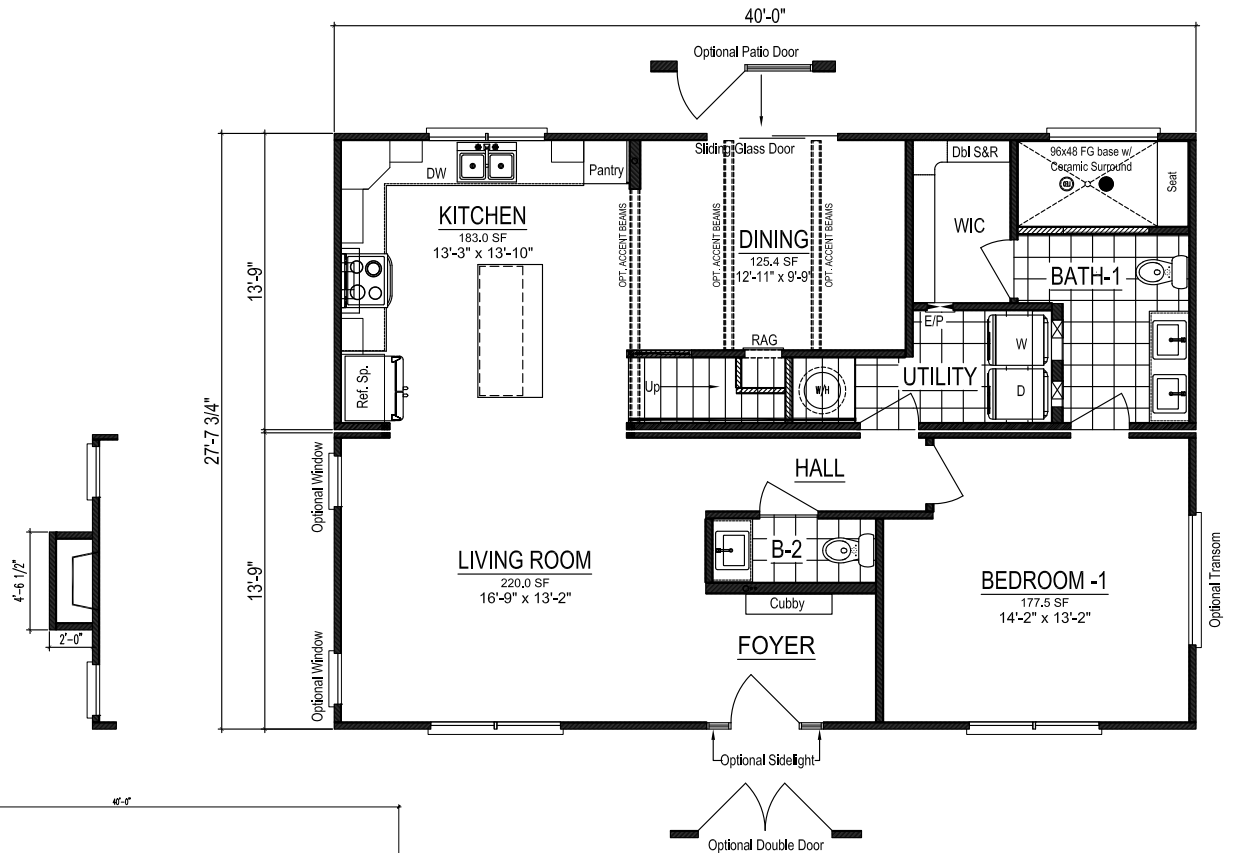 40'-0"
Optional Patio Door
Sliding Glass Door
Dbl S&R
96x48 FG base w/
Ceramic Surround
Seat
DW
Pantry
KITCHEN
183.0 SF
13'-3" x 13'-10"
OPT. ACCENT BEAMS
OPT. ACCENT BEAMS
DINING
125.4 SF
12'-11" x 9'-9"
OPT. ACCENT BEAMS
WIC
BATH-1
13'-9"
E/P
RAG
W
Ref. Sp.
Up
W/H
UTILITY
D
27'-7 3/4"
HALL
Optional Window
B-2
LIVING ROOM
220.0 SF
16'-9" x 13'-2"
BEDROOM -1
177.5 SF
14'-2" x 13'-2"
Optional Transom
Cubby
13'-9"
4'-6 1/2"
2'-0"
FOYER
Optional Window
Optional Sidelight
40'-0"
Optional Double Door